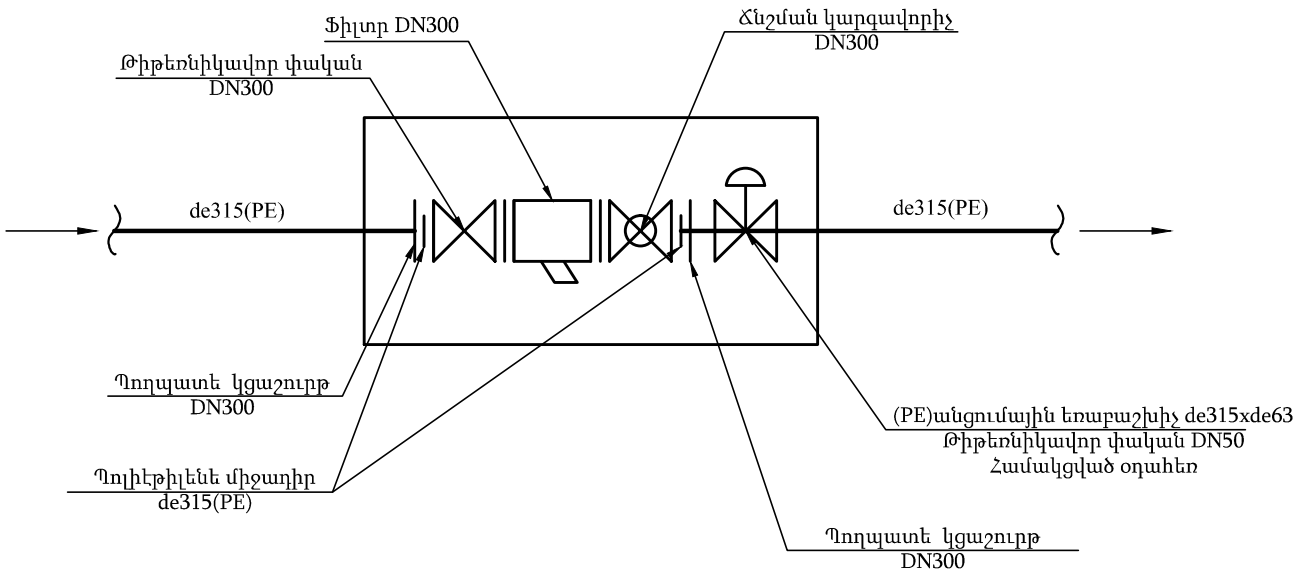 Ֆիլտր DN300
Ճնշման կարգավորիչ
DN300
Թիթեռնիկավոր փական
DN300
de315(PE)
de315(PE)
Պողպատե կցաշուրթ
DN300
(PE)անցումային եռաբաշխիչ de315xde63
Թիթեռնիկավոր փական DN50
Համակցված օդահեռ
Պոլիէթիլենե միջադիր
de315(PE)
Պողպատե կցաշուրթ
DN300